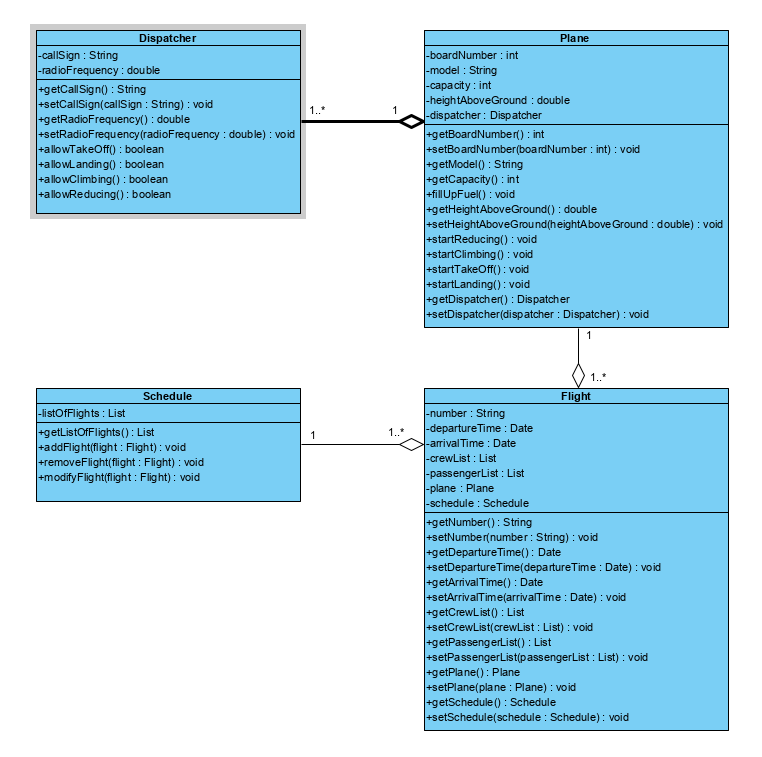 Dispatcher
-callSign : String
-radioFrequency : double
+getCallSign() : String
+setCallSign(callSign : String) : void
+getRadioFrequency() : double
+setRadioFrequency(radioFrequency : double) : void
+allowTakeOff() : boolean
+allowLanding() : boolean
+allowClimbing() : boolean
+allowReducing() : boolean
1..*
1
Plane
-boardNumber : int
-model : String
-capacity : int
-heightAboveGround : double
-dispatcher : Dispatcher
+getBoardNumber() : int
+setBoardNumber(boardNumber : int) : void
+getModel() : String
+getCapacity() : int
+fillUpFuel() : void
+getHeightAboveGround() : double
+setHeightAboveGround(heightAboveGround : double) : void
+startReducing() : void
+startClimbing() : void
+startTakeOff() : void
+startLanding() : void
+getDispatcher() : Dispatcher
+setDispatcher(dispatcher : Dispatcher) : void
1
1..*
Schedule
-listOfFlights : List
+getListOfFlights() : List
+addFlight(flight : Flight) : void
+removeFlight(flight : Flight) : void
+modifyFlight(flight : Flight) : void
1
1..*
Flight
-number : String
-departureTime : Date
-arrivalTime : Date
-crewList : List
-passengerList : List
-plane : Plane
-schedule : Schedule
+getNumber() : String
+setNumber(number : String) : void
+getDepartureTime() : Date
+setDepartureTime(departureTime : Date) : void
+getArrivalTime() : Date
+setArrivalTime(arrivalTime : Date) : void
+getCrewList() : List
+setCrewList(crewList : List) : void
+getPassengerList() : List
+setPassengerList(passengerList : List) : void
+getPlane() : Plane
+setPlane(plane : Plane) : void
+getSchedule() : Schedule
+setSchedule(schedule : Schedule) : void